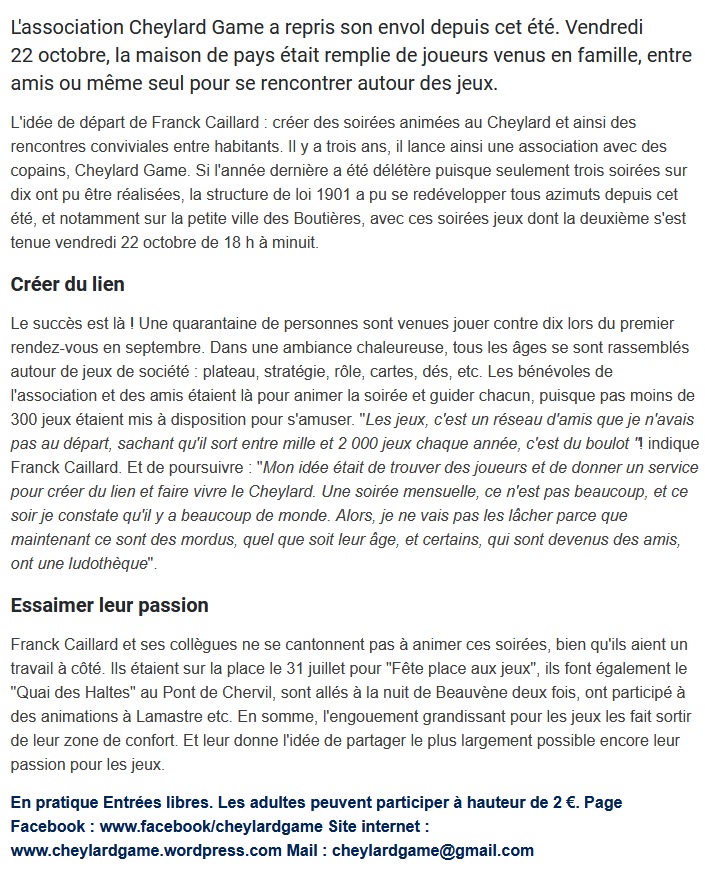 L'association Cheylard Game a repris son envol depuis cet été. Vendredi
22 octobre, la maison de pays était remplie de joueurs venus en famille, entre
amis ou même seul pour se rencontrer autour des jeux.
L'idée de départ de Franck Caillard : créer des soirées animées au Cheylard et ainsi des
rencontres conviviales entre habitants. Il y a trois ans, il lance ainsi une association avec des
copains, Cheylard Game. Si l'année dernière a été délétère puisque seulement trois soirées sur
dix ont pu être réalisées, la structure de loi 1901 a pu se redévelopper tous azimuts depuis cet
été, et notamment sur la petite ville des Boutières, avec ces soirées jeux dont la deuxième s'est
tenue vendredi 22 octobre de 18 h à minuit.
Créer du lien
Le succès est là ! Une quarantaine de personnes sont venues jouer contre dix lors du premier
rendez-vous en septembre. Dans une ambiance chaleureuse, tous les âges se sont rassemblés
autour de jeux de société : plateau, stratégie, rôle, cartes, dés, etc. Les bénévoles de
l'association et des amis étaient là pour animer la soirée et guider chacun, puisque pas moins de
300 jeux étaient mis à disposition pour s'amuser. "Les jeux, c'est un réseau d'amis que je n'avais
pas au départ, sachant qu'il sort entre mille et 2 000 jeux chaque année, c'est du boulot "! indique
Franck Caillard. Et de poursuivre : "Mon idée était de trouver des joueurs et de donner un service
pour créer du lien et faire vivre le Cheylard. Une soirée mensuelle, ce n'est pas beaucoup, et ce
soir je constate qu'il y a beaucoup de monde. Alors, je ne vais pas les lâcher parce que
maintenant ce sont des mordus, quel que soit leur âge, et certains, qui sont devenus des amis,
ont une ludothèque".
Essaimer leur passion
Franck Caillard et ses collègues ne se cantonnent pas à animer ces soirées, bien qu'ils aient un
travail à côté. Ils étaient sur la place le 31 juillet pour "Fête place aux jeux", ils font également le
"Quai des Haltes" au Pont de Chervil, sont allés à la nuit de Beauvène deux fois, ont participé à
des animations à Lamastre etc. En somme, l'engouement grandissant pour les jeux les fait sortir
de leur zone de confort. Et leur donne l'idée de partager le plus largement possible encore leur
passion pour les jeux.
En pratique Entrées libres. Les adultes peuvent participer à hauteur de 2 €. Page
Facebook : www.facebook/cheylardgame Site internet :
www.cheylardgame.wordpress.com Mail : cheylardgame@gmail.com